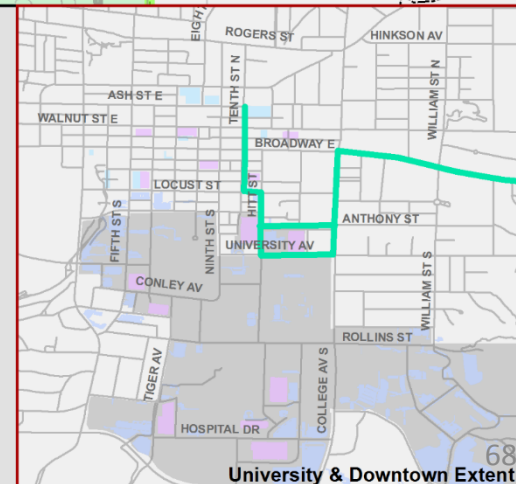 EIGH
ROGERS ST
HINKSON AV
TENTH ST N
WILLIAM ST N
ASH ST E
WALNUT ST E
BROADWAY E
LOCUST ST
HITT ST
FIFTH ST S
NINTH ST S
ANTHONY ST
UNIVERSITY AV
WILLIAM ST S
CONLEY AV
ROLLINS ST
TIGER AV
COLLEGE AV S
HOSPITAL DR
68
University & Downtown Extent